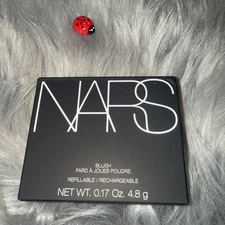 NARS
BLUSH
FARD À JOUES POUDRE
REFILLABLE / RECHARGEABLE
NET WT. 0.17 Oz. 4.8 g